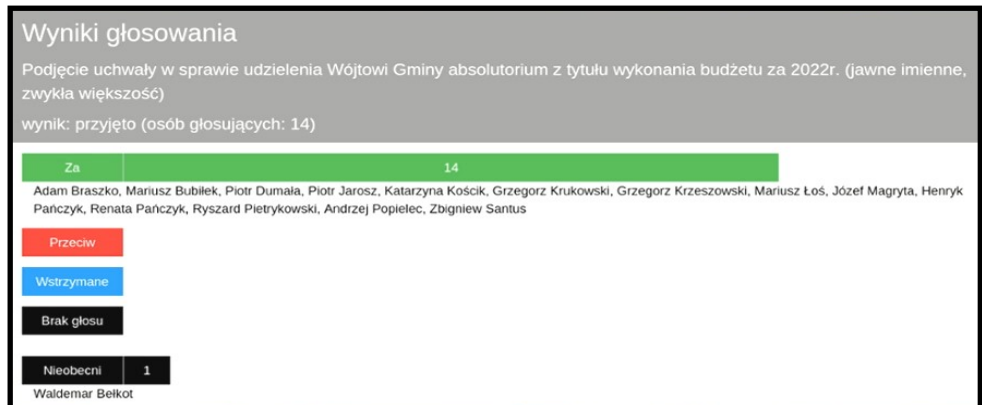 Wyniki głosowania
Podjęcie uchwały w sprawie udzielenia Wójtowi Gminy absolutorium z tytułu wykonania budżetu za 2022r. (jawne imienne,
zwykła większość)
wynik: przyjęto (osób głosujących: 14)
Za 14
Adam Braszko, Mariusz Bubiłek, Piotr Dumała, Piotr Jarosz, Katarzyna Kościk, Grzegorz Krukowski, Grzegorz Krzeszowski, Mariusz Łoś, Józef Magryta, Henryk
Pańczyk, Renata Pańczyk, Ryszard Pietrykowski, Andrzej Popielec, Zbigniew Santus
Przeciw
Wstrzymane
Brak głosu
Nieobecni 1
Waldemar Bełkot